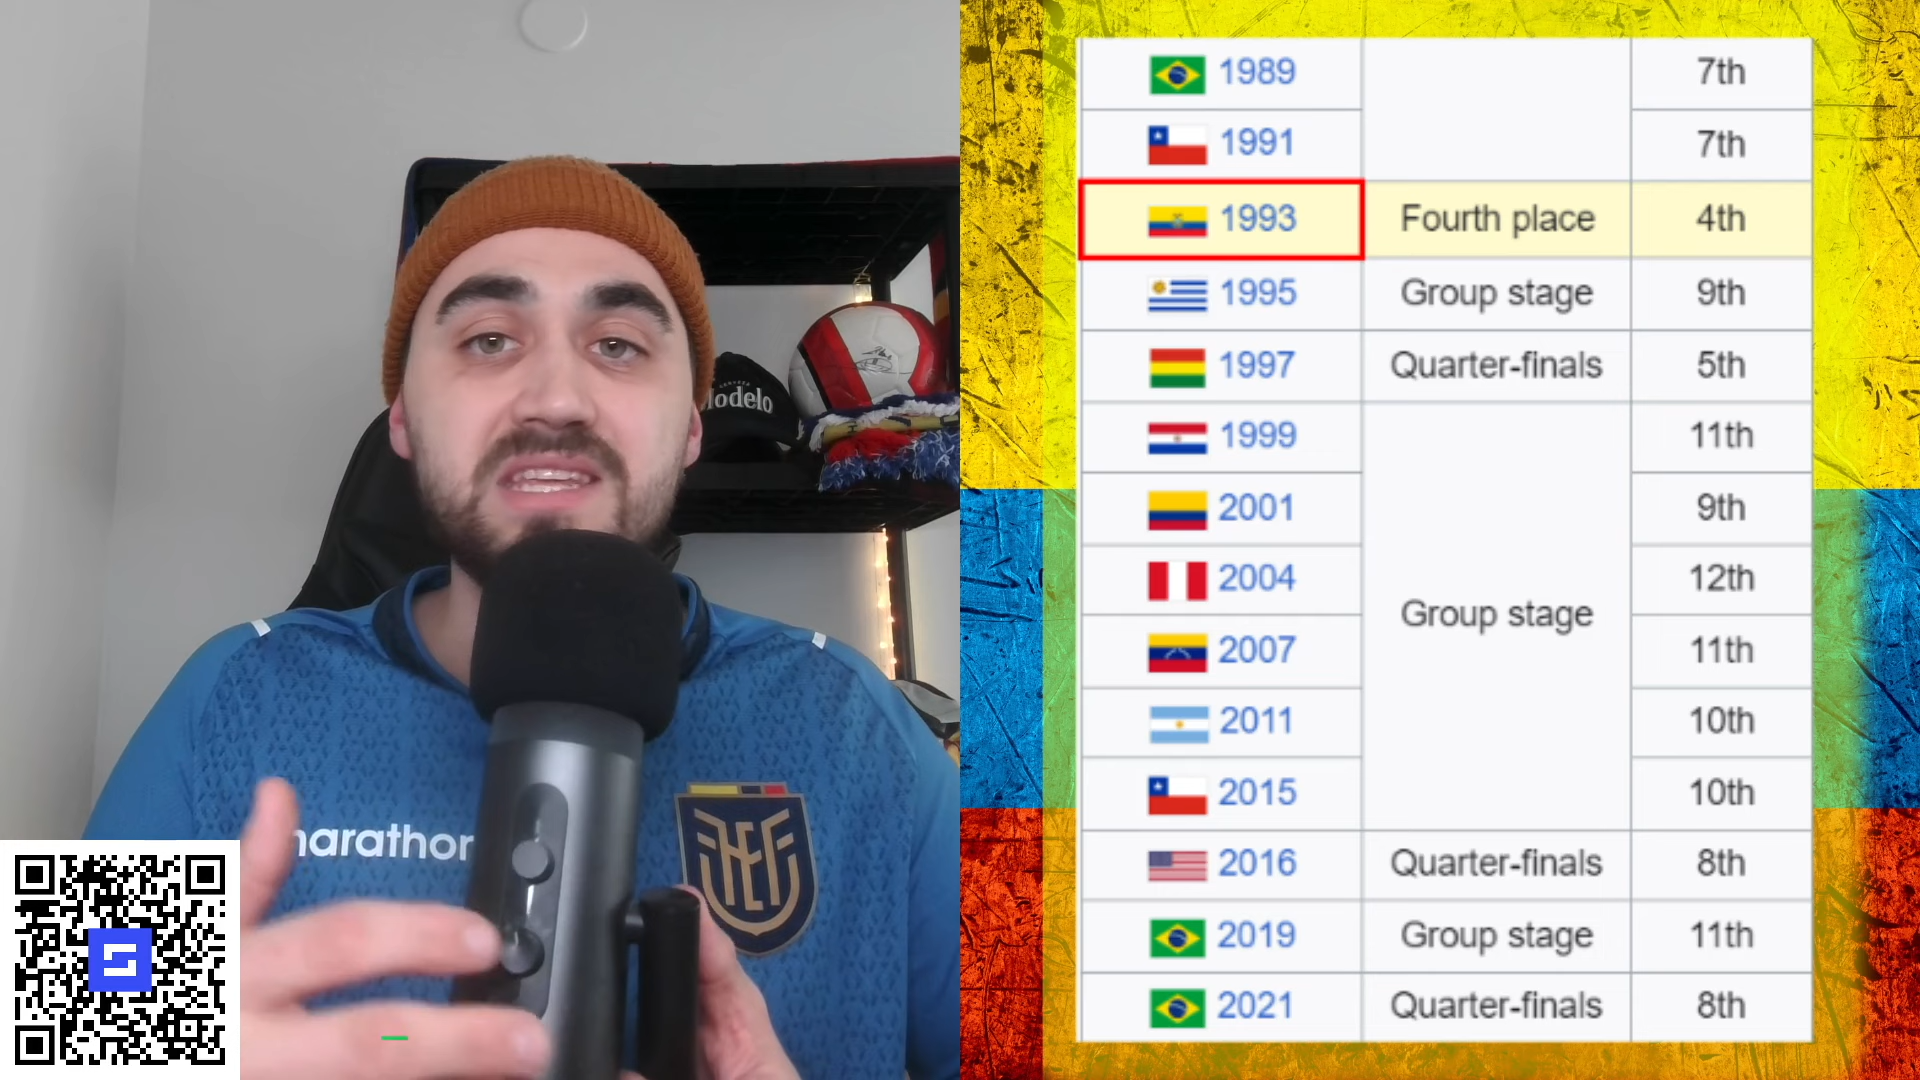 Modelo
marathon
1989 7th
1991 7th
1993 Fourth place 4th
1995 Group stage 9th
1997 Quarter-finals 5th
1999 11th
2001 9th
2004 12th
Group stage
2007 11th
2011 10th
2015 10th
2016 Quarter-finals 8th
2019 Group stage 11th
2021 Quarter-finals 8th